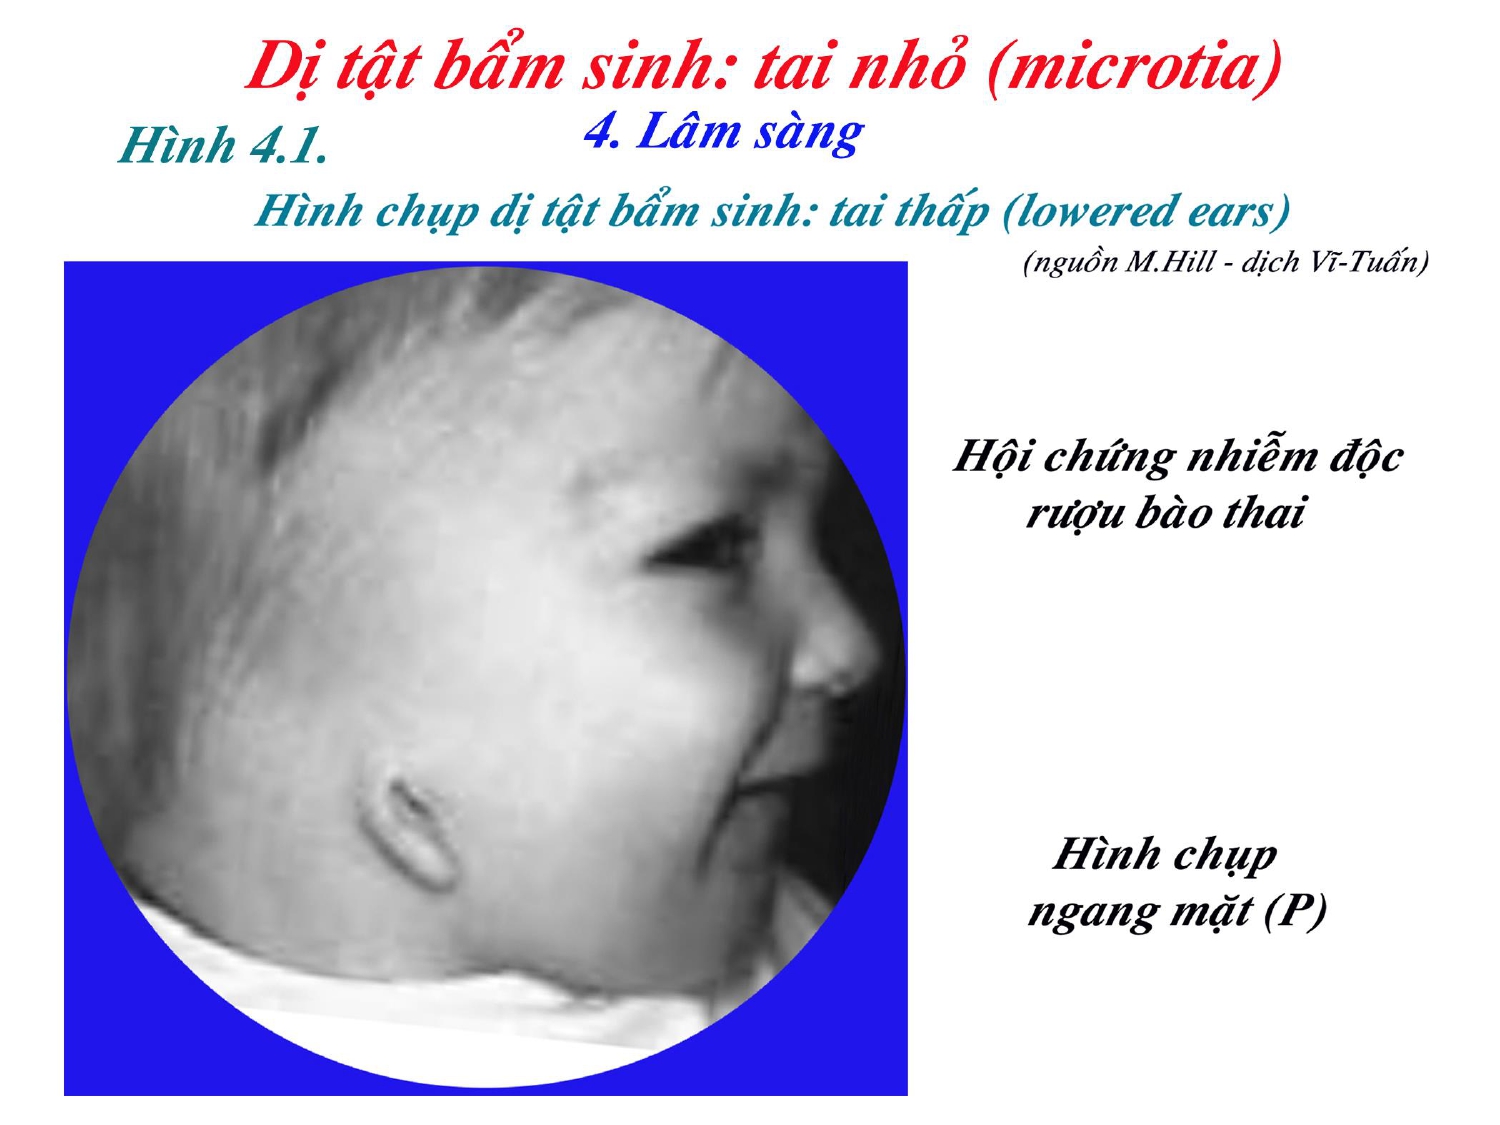 Dị tật bẩm sinh: tai nhỏ (microtia)
4. Lâm sàng
Hình 4.1.
Hình chụp dị tật bẩm sinh: tai thấp (lowered ears)
(nguồn M.Hill - dịch Vĩ-Tuấn)
Hội chứng nhiễm độc
rượu bào thai
Hình chụp
ngang mặt (P)